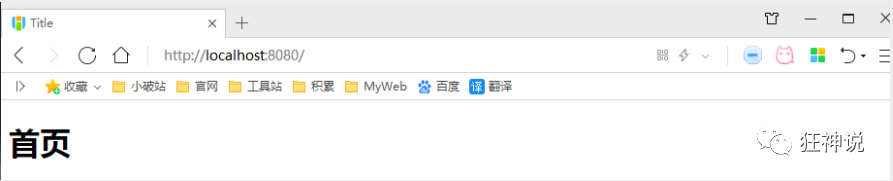 Title
http://localhost:8080/
收藏 小破站 官网 工具站 积累 MyWeb 百度 译 翻译
首页
狂神说